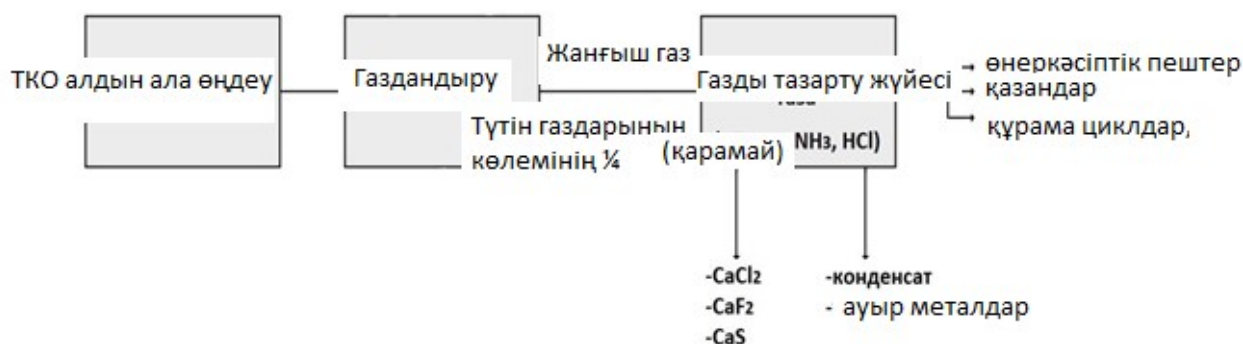 ТКО алдын ала өңдеу
Газдандыру
Жанғыш газ
Түтін газдарының
көлемінің ¼
Газды тазарту жүйесі
(қарамай)
NH₃, HCl)
өнеркәсіптік пештер
қазандар
құрама циклдар,
-CaCl₂
-CaF₂
-CaS
-конденсат
- ауыр металдар